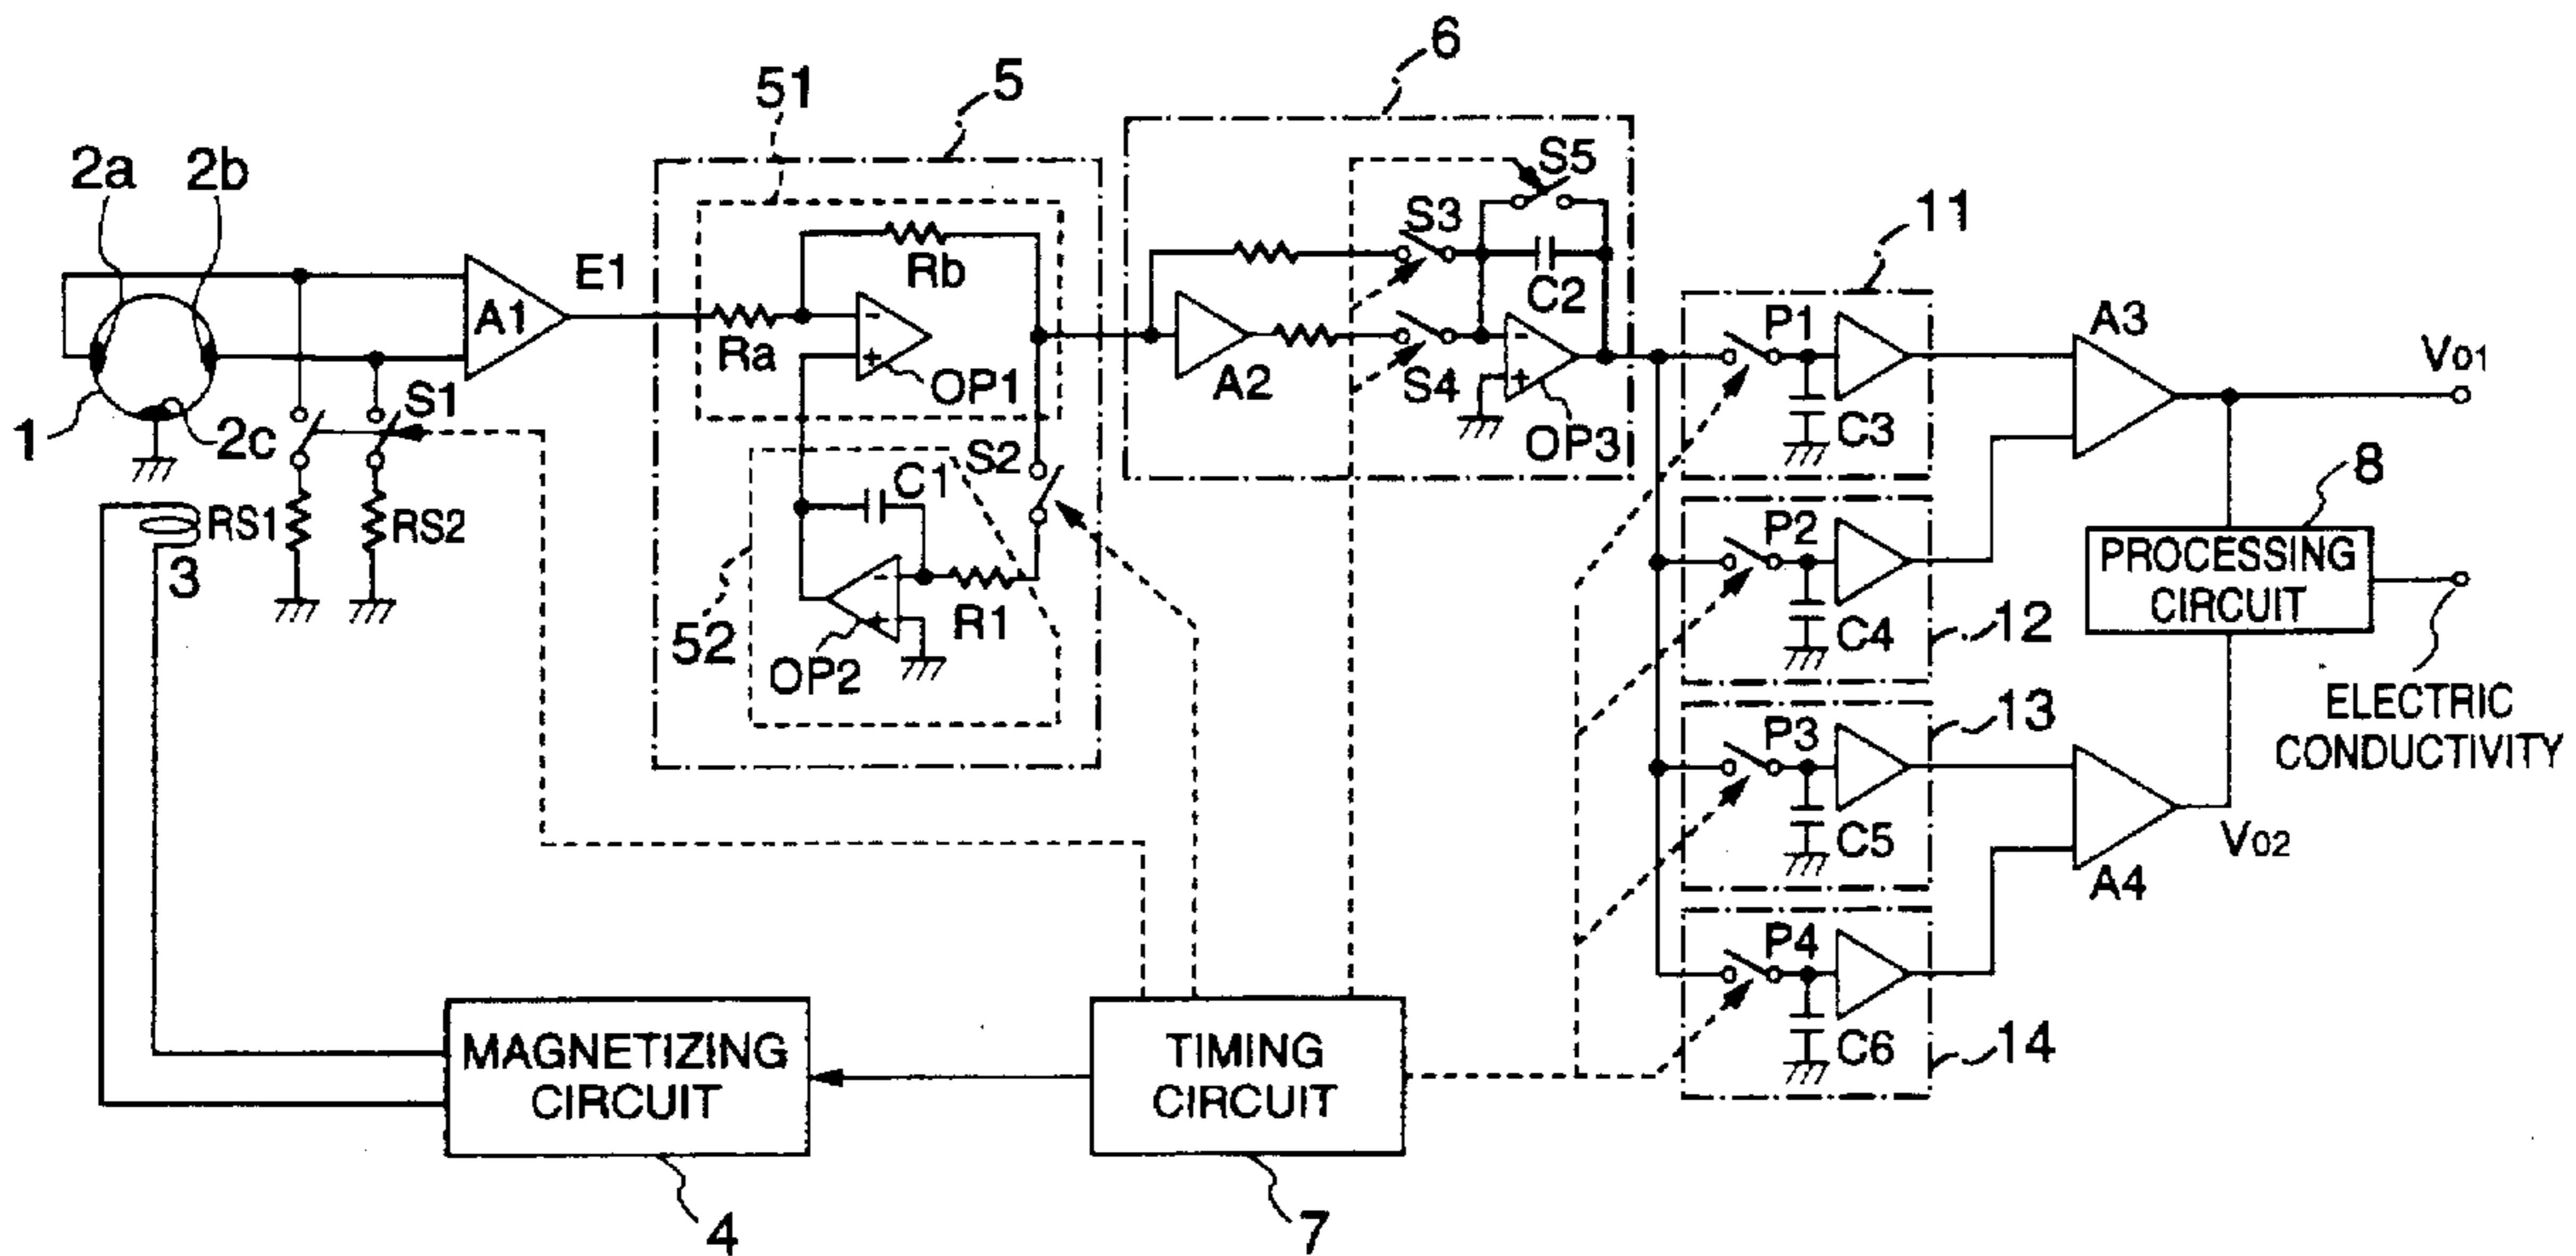 6
5
51
2a
2b
E1
A1
1
2c
S1
RS1
RS2
3
Ra
Rb
OP1
S2
C1
R1
52
OP2
S5
S3
C2
A2
S4
OP3
11
P1
C3
A3
V01
P2
C4
12
8
PROCESSING
CIRCUIT
ELECTRIC
CONDUCTIVITY
P3
13
C5
A4
V02
P4
C6
14
MAGNETIZING
CIRCUIT
4
TIMING
CIRCUIT
7